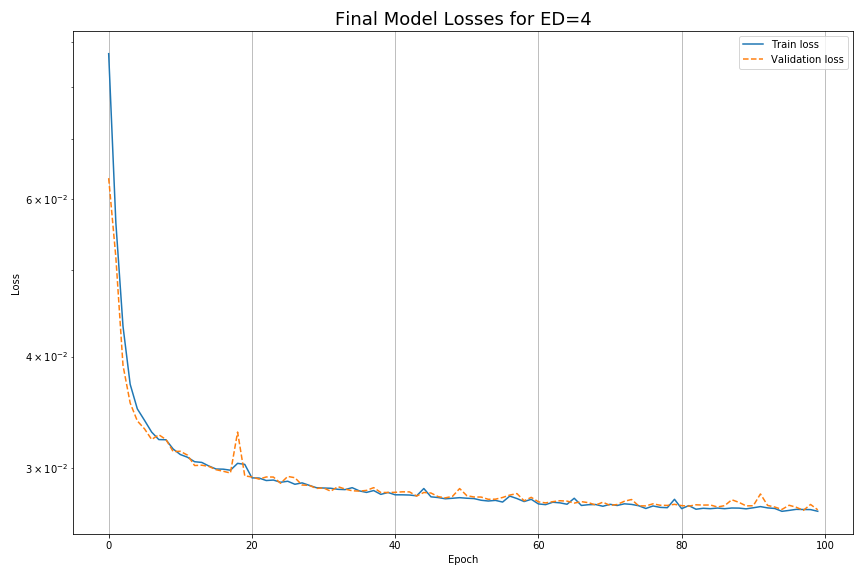 Final Model Losses for ED=4
Train loss
Validation loss
Loss
6 × 10⁻²
4 × 10⁻²
3 × 10⁻²
0 20 40 60 80 100
Epoch